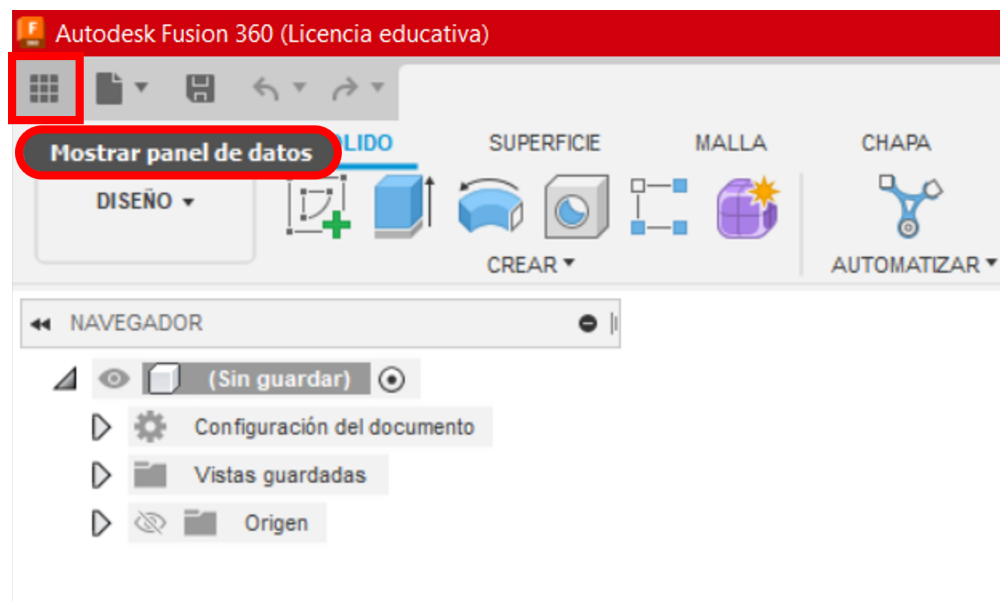 Autodesk Fusion 360 (Licencia educativa)
Mostrar panel de datos
LIDO
SUPERFICIE
MALLA
CHAPA
DISEÑO
CREAR
AUTOMATIZAR
NAVEGADOR
(Sin guardar)
Configuración del documento
Vistas guardadas
Origen